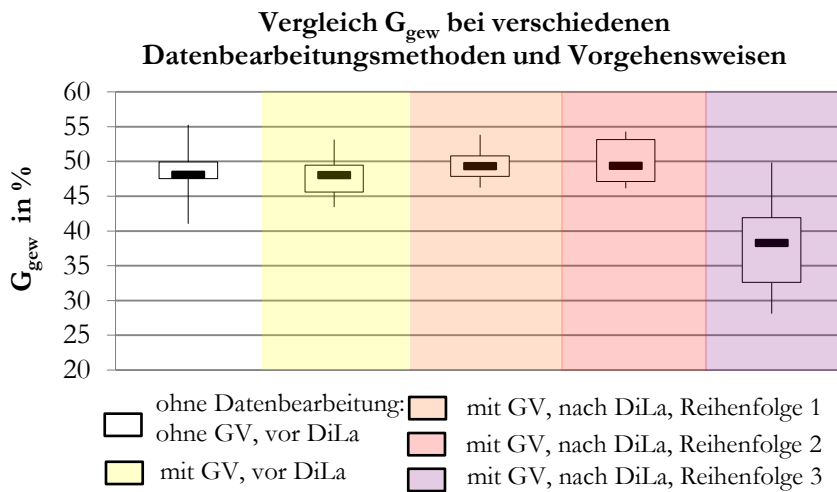 Vergleich Ggew bei verschiedenen
Datenbearbeitungsmethoden und Vorgehensweisen
60
55
50
45
40
35
30
25
20
Ggew in %
ohne Datenbearbeitung:
ohne GV, vor DiLa
mit GV, vor DiLa
mit GV, nach DiLa, Reihenfolge 1
mit GV, nach DiLa, Reihenfolge 2
mit GV, nach DiLa, Reihenfolge 3